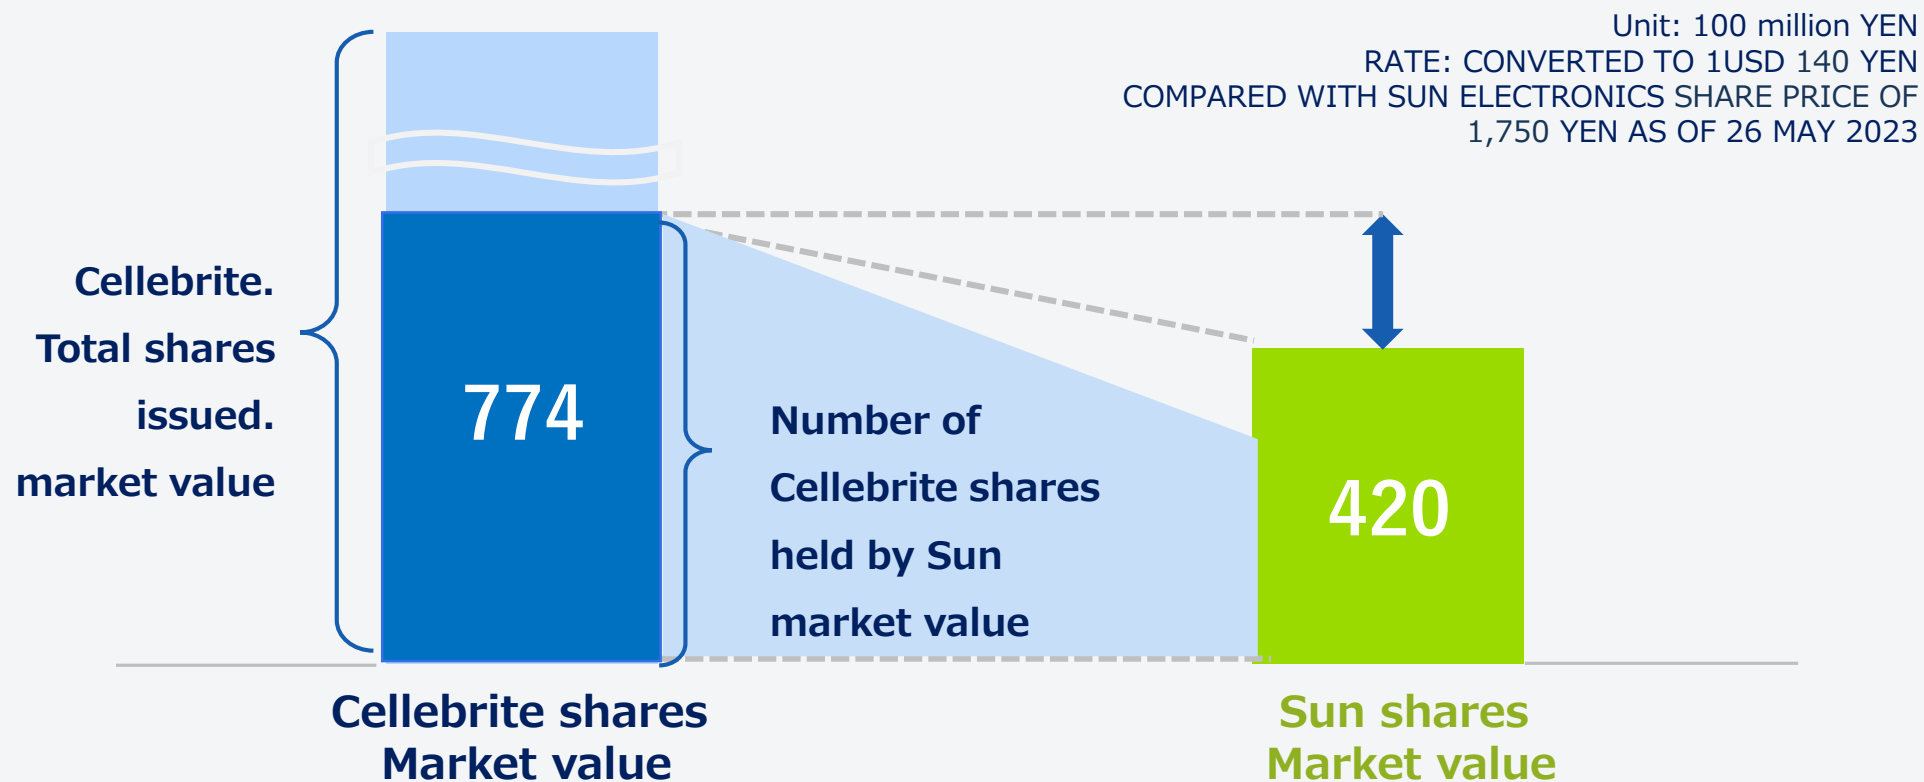 Unit: 100 million YEN
RATE: CONVERTED TO 1USD 140 YEN
COMPARED WITH SUN ELECTRONICS SHARE PRICE OF
1,750 YEN AS OF 26 MAY 2023
Cellebrite.
Total shares
issued.
market value
774
Number of
Cellebrite shares
held by Sun
market value
420
Cellebrite shares
Market value
Sun shares
Market value